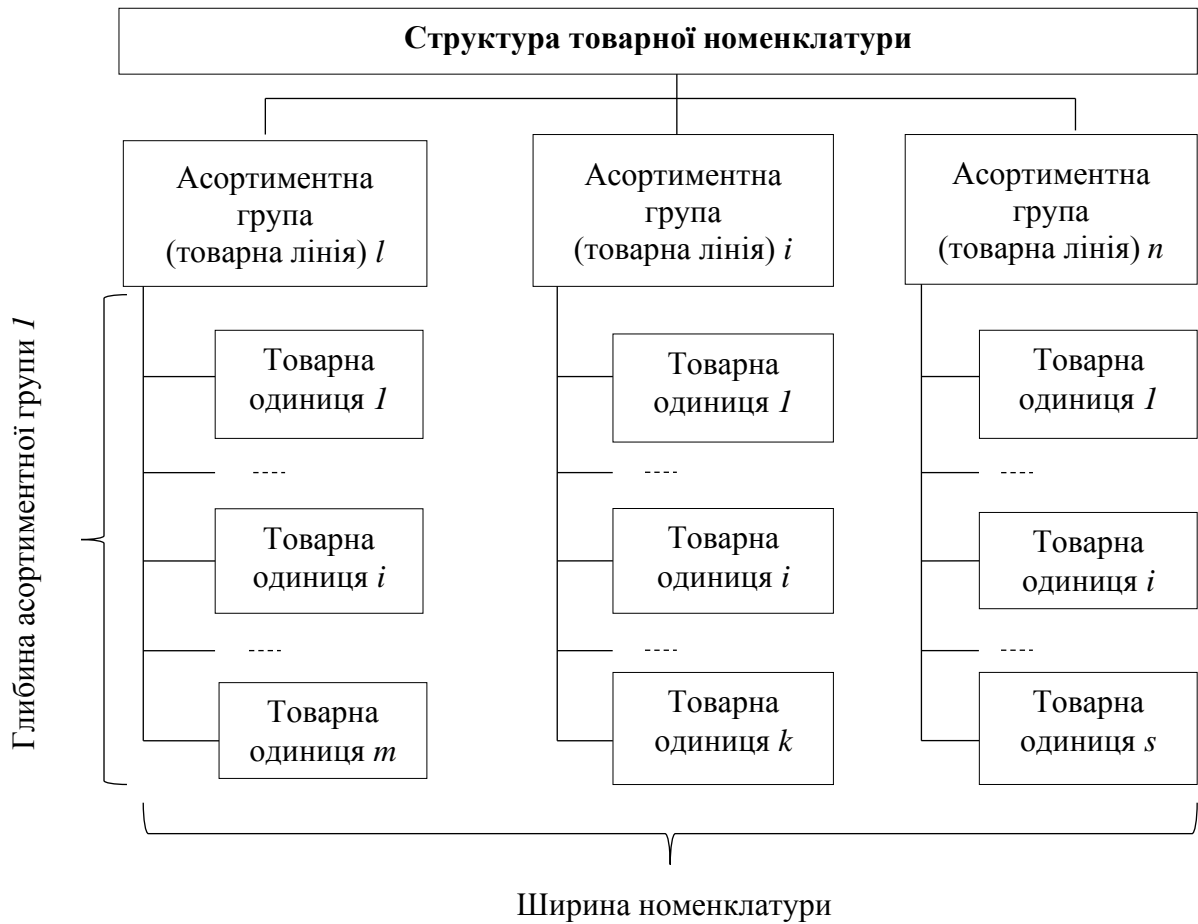 Структура товарної номенклатури
Асортиментна
група
(товарна лінія) l
Асортиментна
група
(товарна лінія) i
Асортиментна
група
(товарна лінія) n
Глибина асортиментної групи 1
Товарна
одиниця 1
Товарна
одиниця i
Товарна
одиниця m
Товарна
одиниця 1
Товарна
одиниця i
Товарна
одиниця k
Товарна
одиниця 1
Товарна
одиниця i
Товарна
одиниця s
Ширина номенклатури